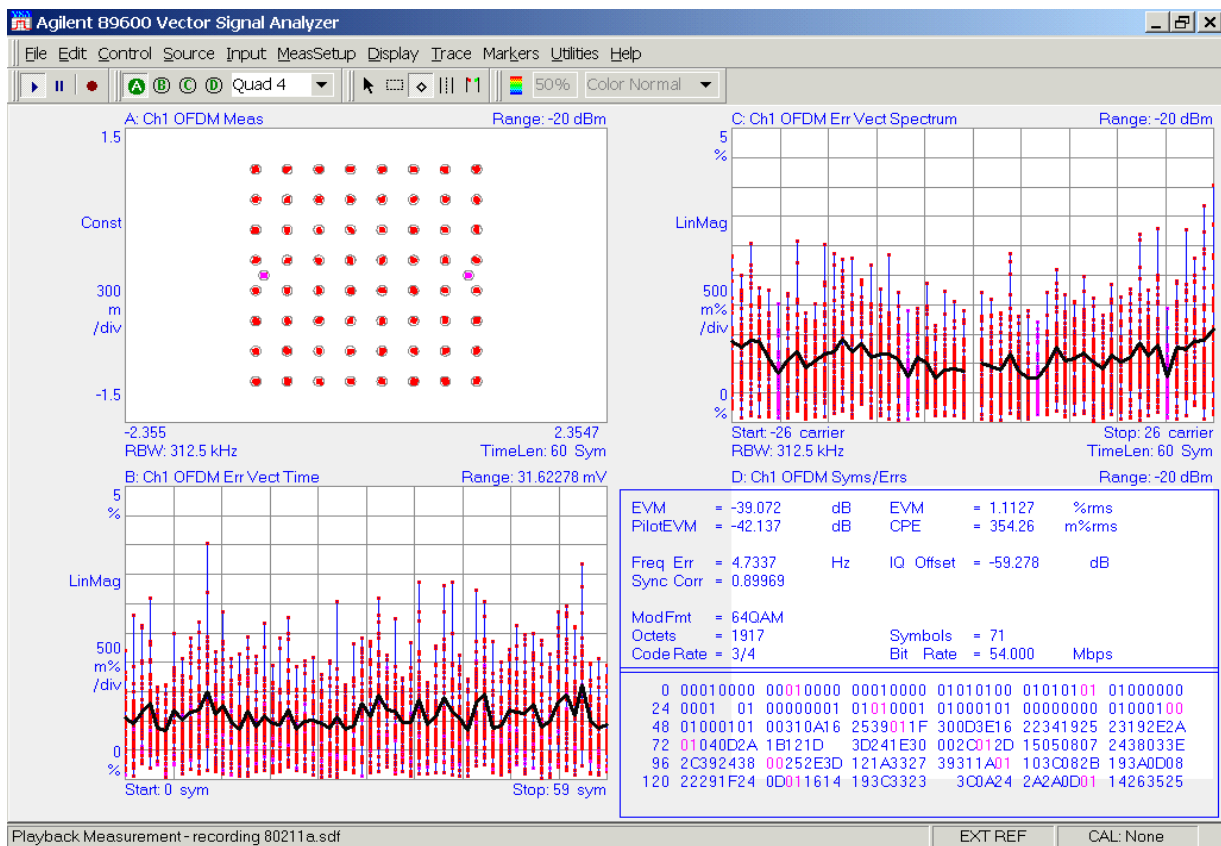 Agilent 89600 Vector Signal Analyzer
File Edit Control Source Input MeasSetup Display Trace Markers Utilities Help
A B C D Quad 4 50% Color Normal
A: Ch1 OFDM Meas Range: -20 dBm
1.5
Const
300
m
/div
-1.5
-2.355 2.3547
RBW: 312.5 kHz TimeLen: 60 Sym
C: Ch1 OFDM Err Vect Spectrum Range: -20 dBm
5
%
LinMag
500
m%
/div
0
%
Start: -26 carrier Stop: 26 carrier
RBW: 312.5 kHz TimeLen: 60 Sym
B: Ch1 OFDM Err Vect Time Range: 31.62278 mV
5
%
LinMag
500
m%
/div
0
%
Start: 0 sym Stop: 59 sym
D: Ch1 OFDM Syms/Errs Range: -20 dBm
EVM = -39.072 dB EVM = 1.1127 %rms
PilotEVM = -42.137 dB CPE = 354.26 m%rms
Freq Err = 4.7337 Hz IQ Offset = -59.278 dB
Sync Corr = 0.89969
ModFmt = 64QAM
Octets = 1917 Symbols = 71
Code Rate = 3/4 Bit Rate = 54.000 Mbps
0 00010000 00010000 00010000 01010100 01010101 01000000
24 0001 01 00000001 01010001 01000101 00000000 01000100
48 01000101 00310A16 2539011F 300D3E16 22341925 23192E2A
72 01040D2A 1B121D 3D241E30 002C012D 15050807 2438033E
96 2C392438 00252E3D 121A3327 39311A01 103C082B 193A0D08
120 22291F24 0D011614 193C3323 3C0A24 2A2A0D01 14263525
Playback Measurement - recording 80211a.sdf EXT REF CAL: None